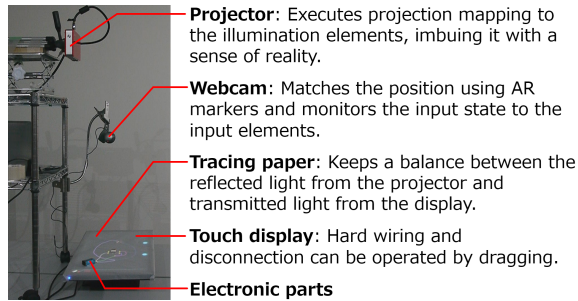 Projector: Executes projection mapping to
the illumination elements, imbuing it with a
sense of reality.
Webcam: Matches the position using AR
markers and monitors the input state to the
input elements.
Tracing paper: Keeps a balance between the
reflected light from the projector and
transmitted light from the display.
Touch display: Hard wiring and
disconnection can be operated by dragging.
Electronic parts